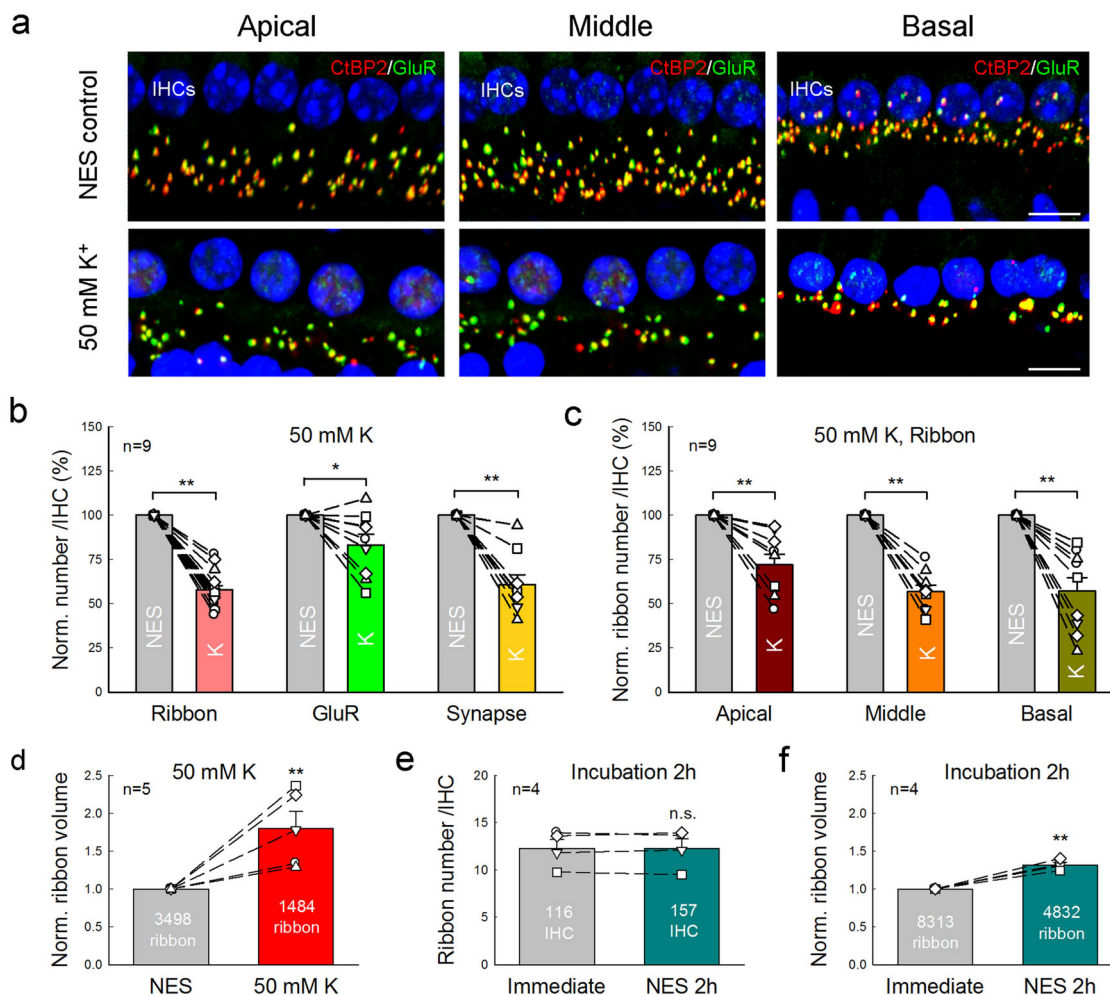 a
Apical
Middle
Basal
NES control
CtBP2/GluR
IHCs
CtBP2/GluR
IHCs
CtBP2/GluR
IHCs
50 mM K⁺
b
50 mM K
n=9
Norm. number /IHC (%)
150
125
100
75
50
25
0
**
*
**
NES
K
NES
K
NES
K
Ribbon
GluR
Synapse
c
50 mM K, Ribbon
n=9
Norm. ribbon number /IHC (%)
150
125
100
75
50
25
0
**
**
**
NES
K
NES
K
NES
K
Apical
Middle
Basal
d
50 mM K
n=5
**
Norm. ribbon volume
2.5
2.0
1.5
1.0
0.5
0.0
3498
ribbon
1484
ribbon
NES
50 mM K
e
Incubation 2h
n=4
n.s.
Ribbon number /IHC
20
15
10
5
0
116
IHC
157
IHC
Immediate
NES 2h
f
Incubation 2h
n=4
**
Norm. ribbon volume
2.5
2.0
1.5
1.0
0.5
0.0
8313
ribbon
4832
ribbon
Immediate
NES 2h